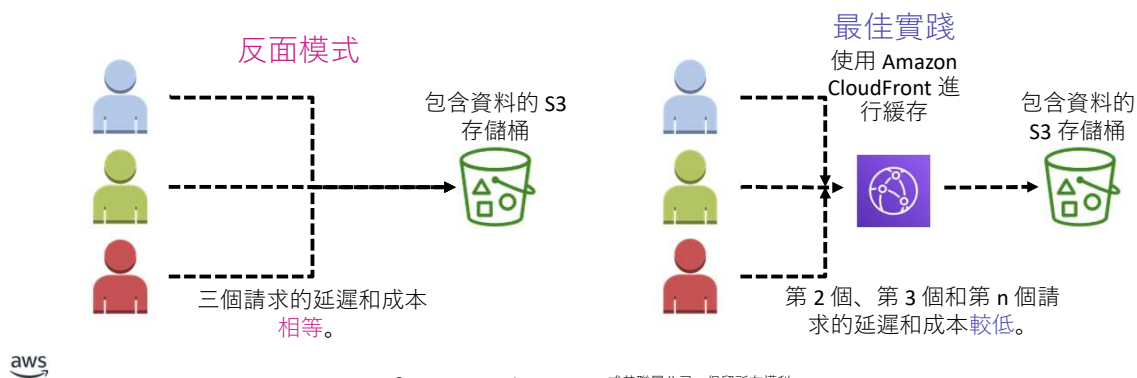 反面模式
包含資料的 S3
存儲桶
三個請求的延遲和成本
相等。
最佳實踐
使用 Amazon
CloudFront 進
行緩存
包含資料的
S3 存儲桶
第 2 個、第 3 個和第 n 個請
求的延遲和成本較低。
aws